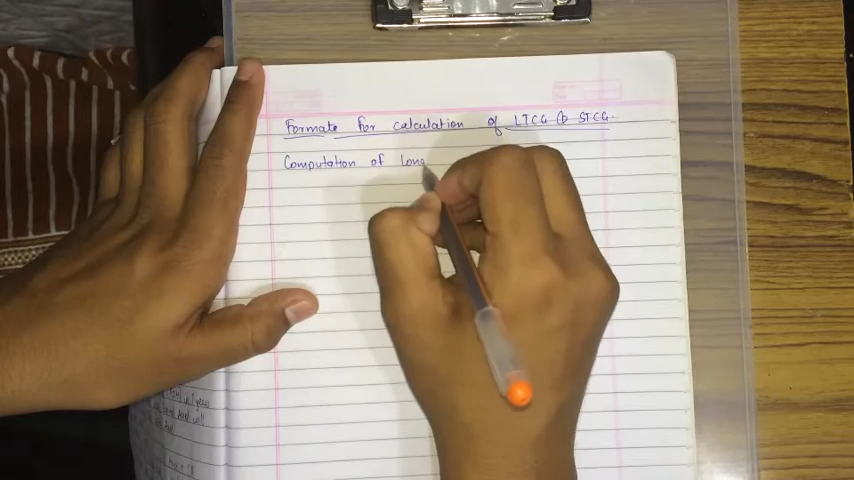 Formate For calculation of LTCG & STCG.
Computation of Long